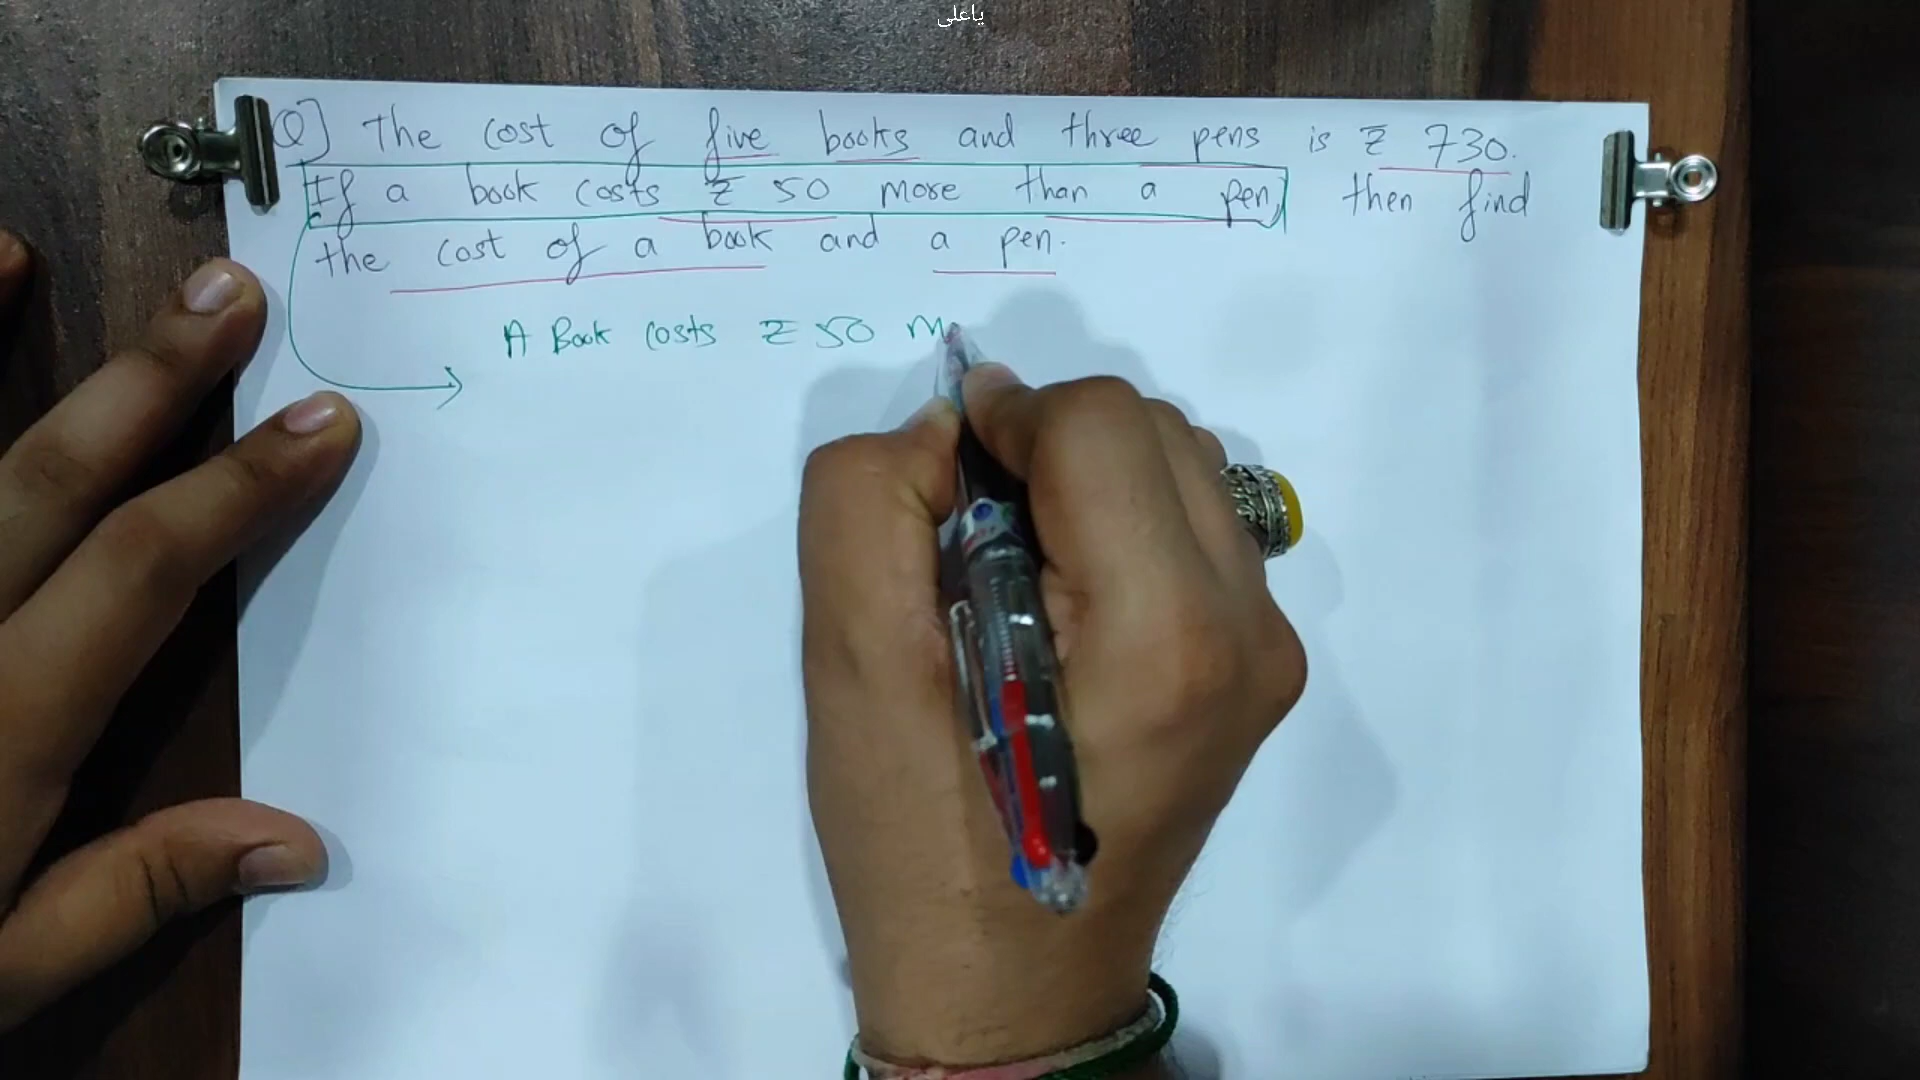 ياعلى
Q] The cost of five books and three pens is ₹ 730.
If a book costs ₹ 50 more than a pen, then find
the cost of a book and a pen.
A Book costs ₹ 50 M